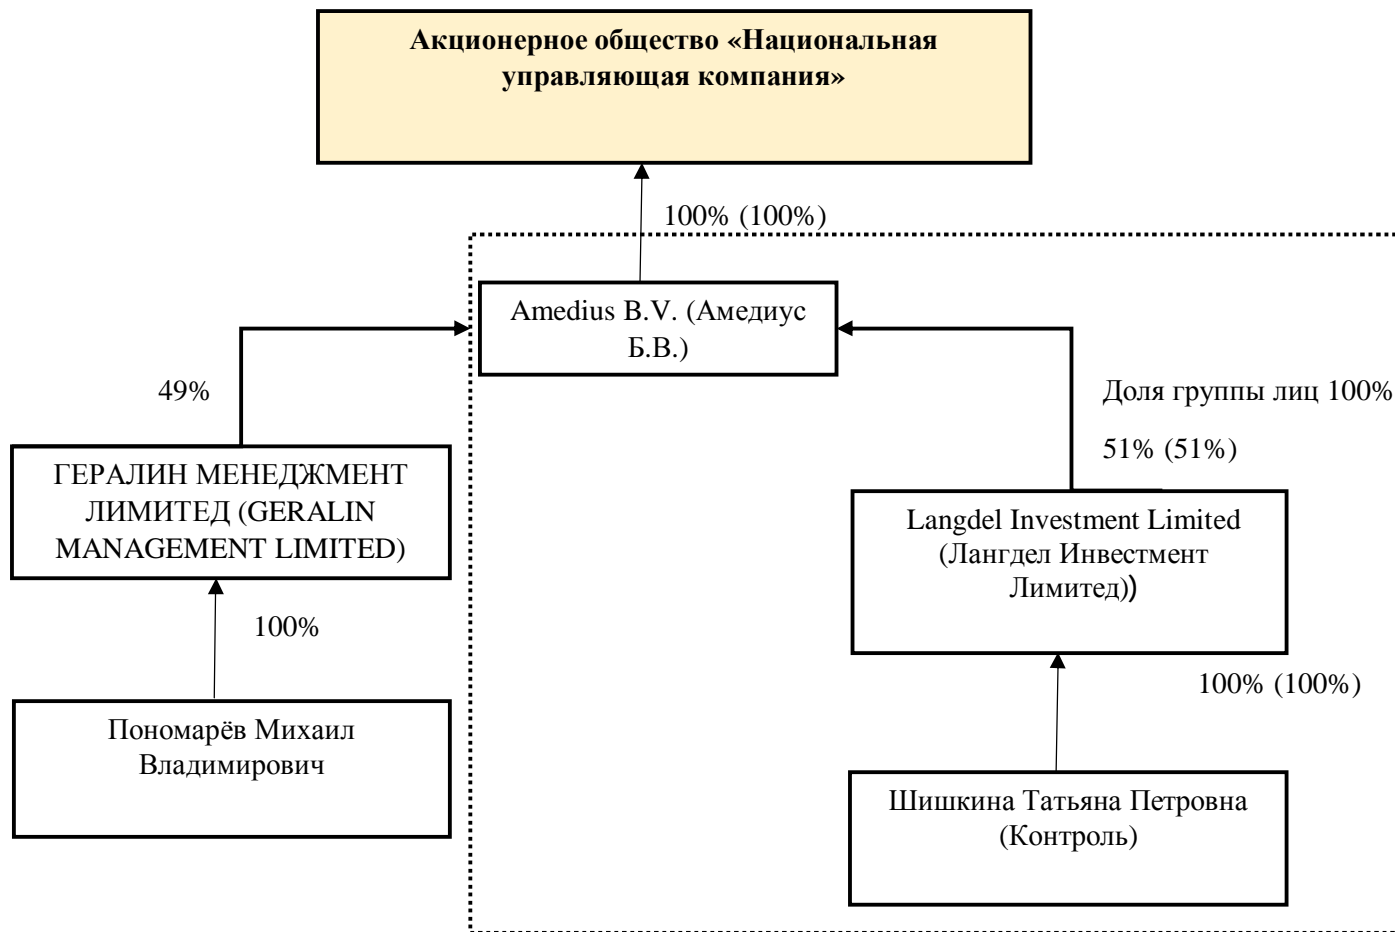 Акционерное общество «Национальная
управляющая компания»
100% (100%)
Amedius B.V. (Амедиус
Б.В.)
49%
Доля группы лиц 100%
51% (51%)
ГЕРАЛИН МЕНЕДЖМЕНТ
ЛИМИТЕД (GERALIN
MANAGEMENT LIMITED)
Langdel Investment Limited
(Лангдел Инвестмент
Лимитед))
100%
100% (100%)
Пономарёв Михаил
Владимирович
Шишкина Татьяна Петровна
(Контроль)